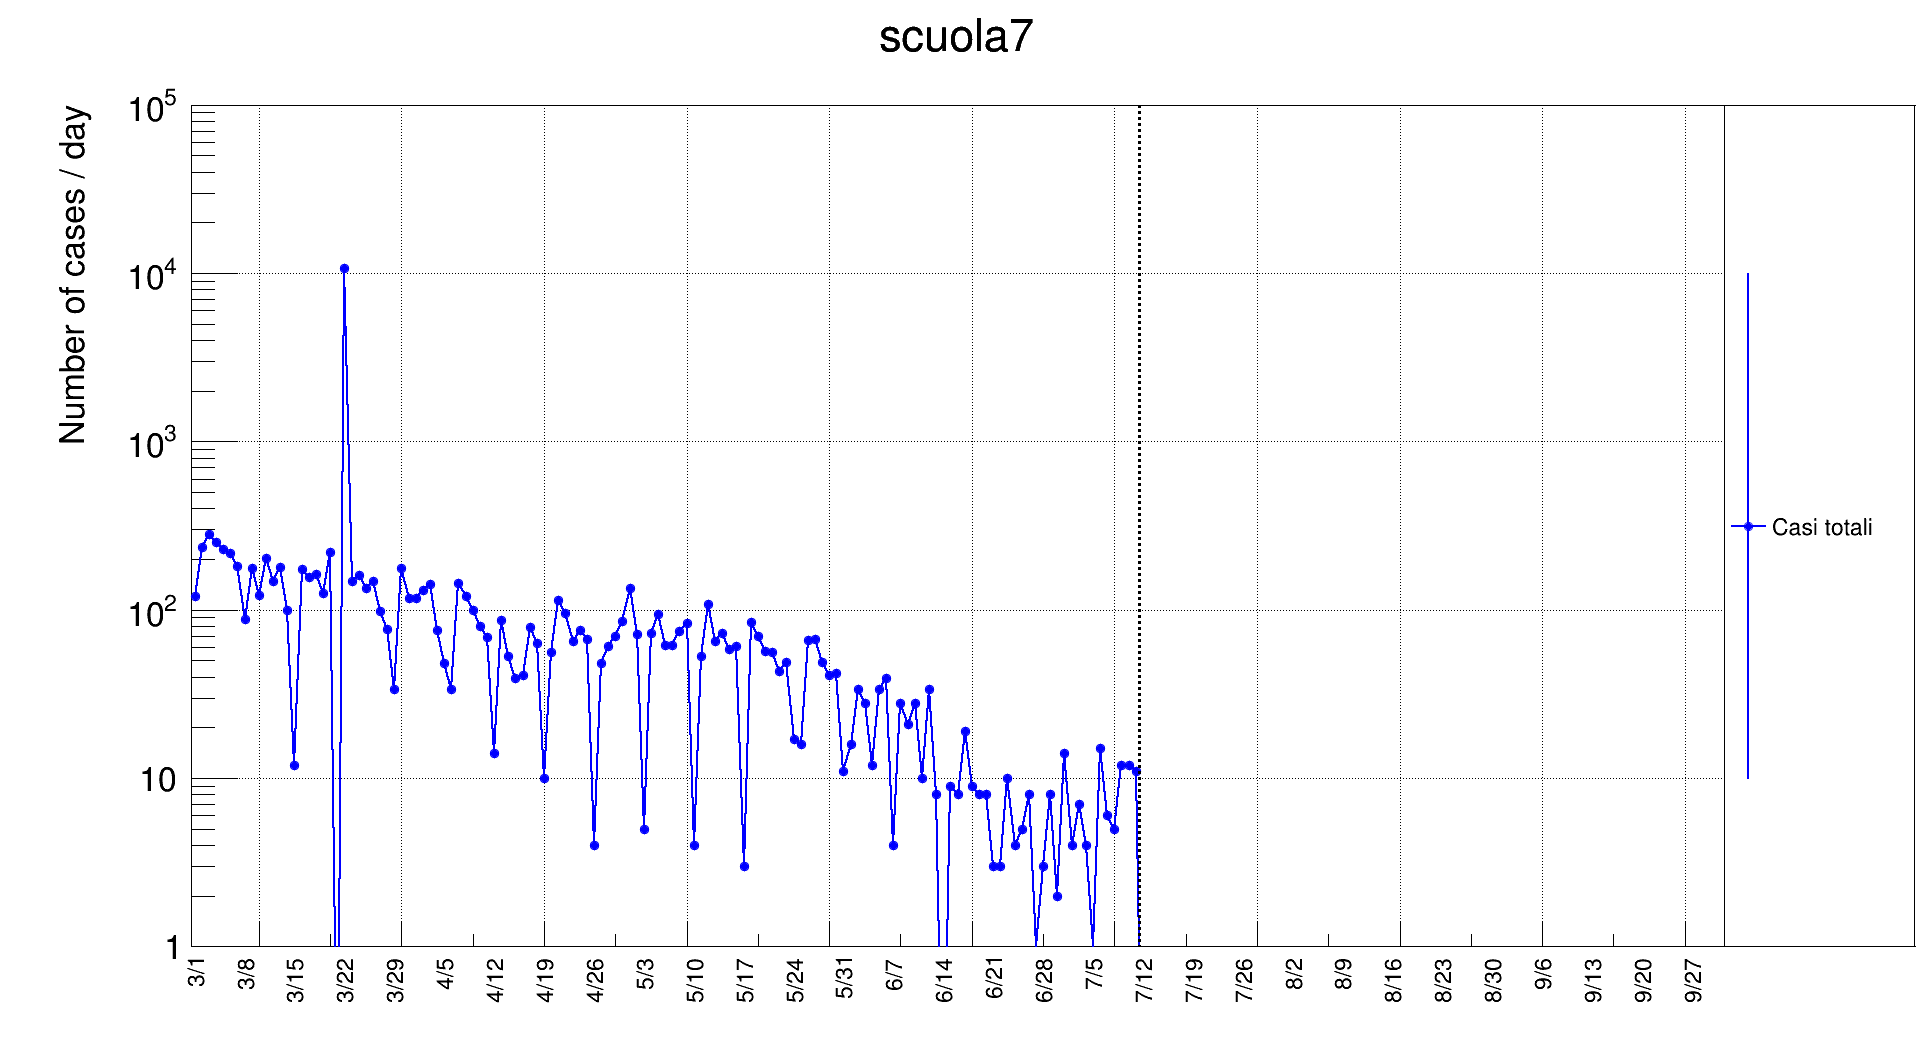 scuola7
Number of cases / day
10^5
10^4
10^3
10^2
10
1
3/1 3/8 3/15 3/22 3/29 4/5 4/12 4/19 4/26 5/3 5/10 5/17 5/24 5/31 6/7 6/14 6/21 6/28 7/5 7/12 7/19 7/26 8/2 8/9 8/16 8/23 8/30 9/6 9/13 9/20 9/27
Casi totali